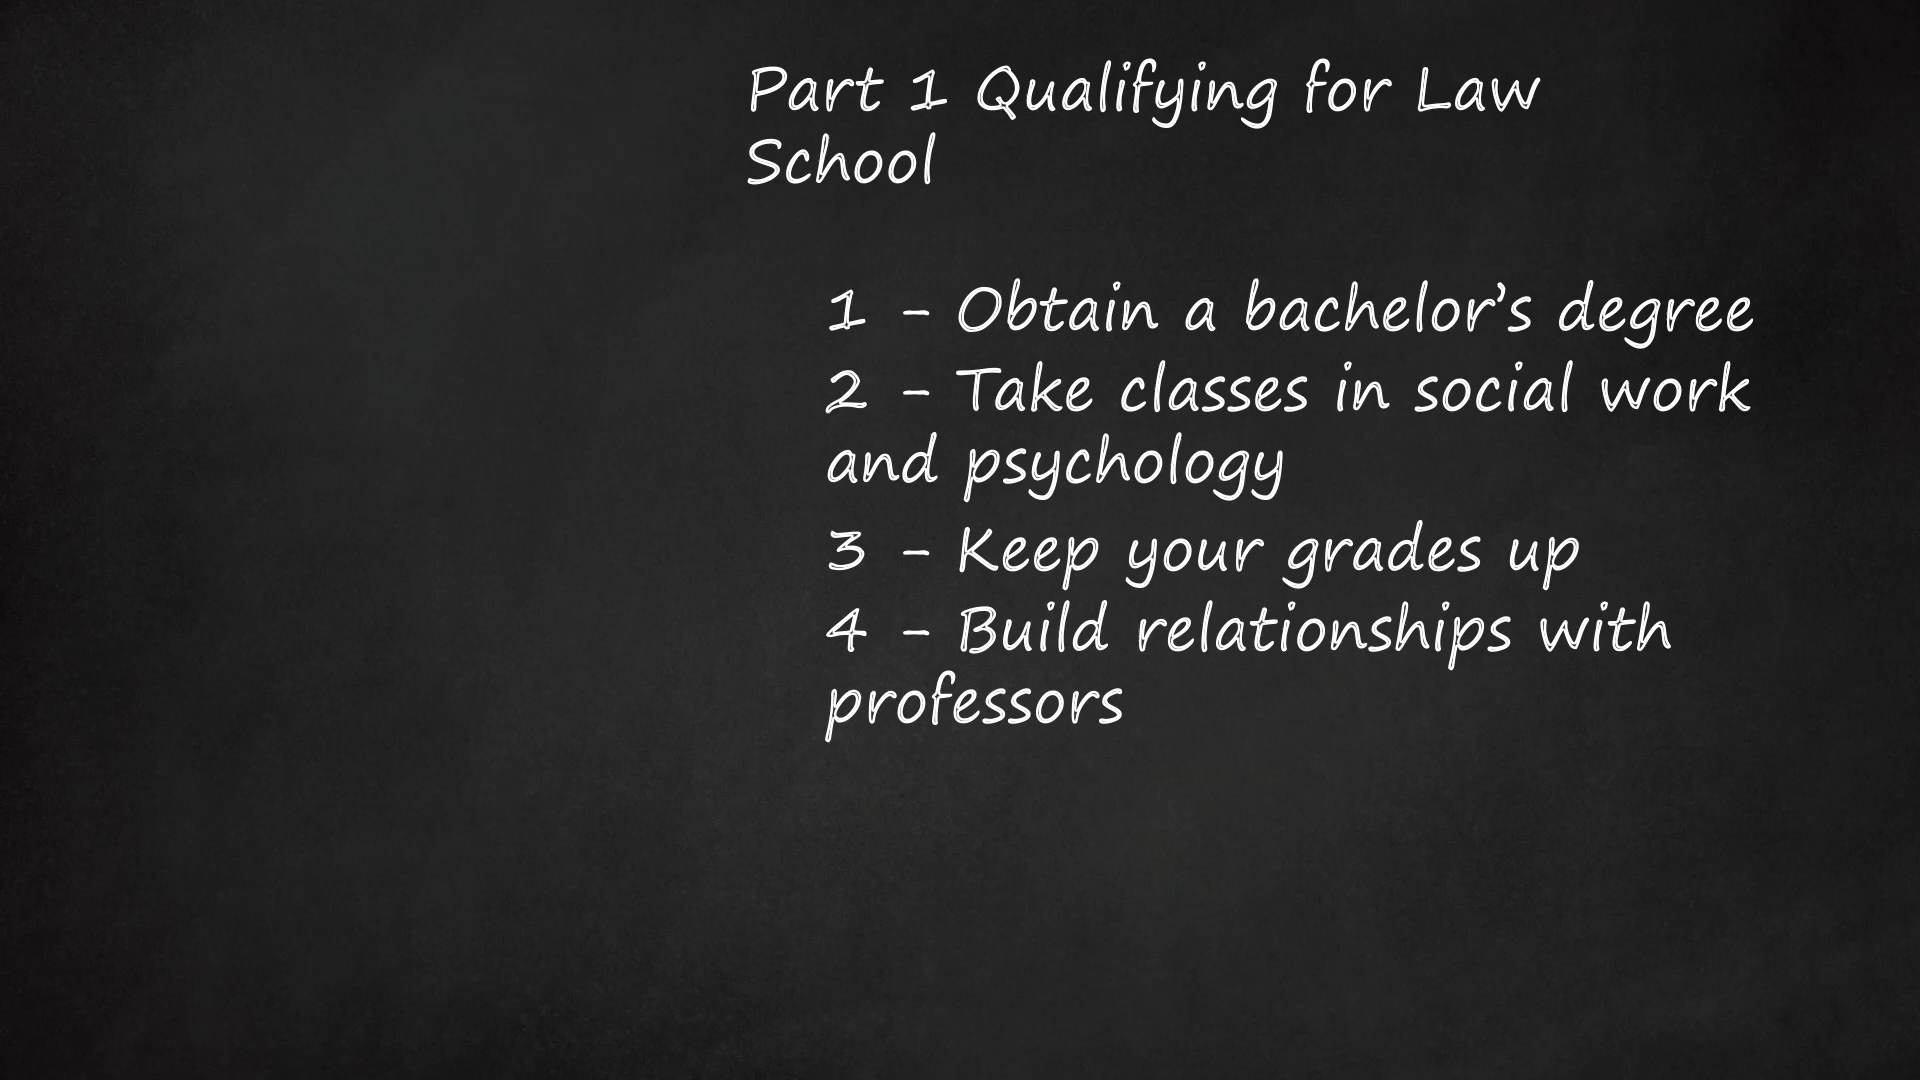 Part 1 Qualifying for Law
School
1 - Obtain a bachelor’s degree
2 - Take classes in social work
and psychology
3 - Keep your grades up
4 - Build relationships with
professors